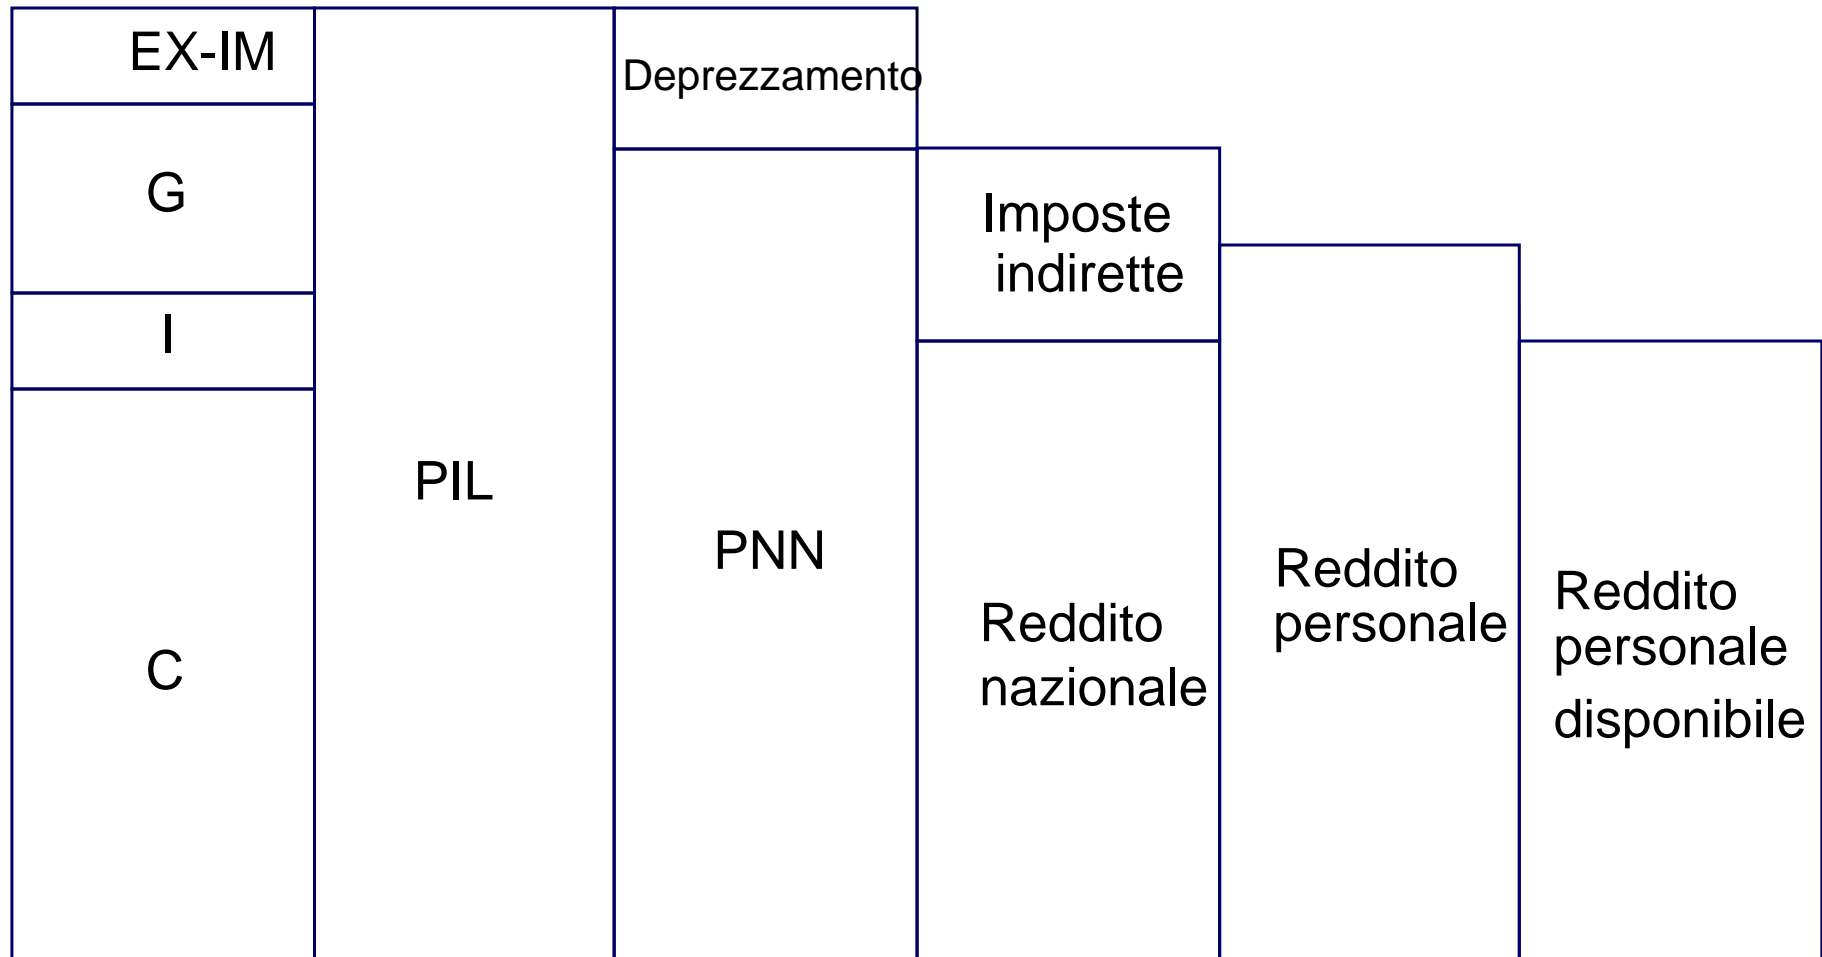 EX-IM
G
I
C
PIL
Deprezzamento
PNN
Imposte
indirette
Reddito
nazionale
Reddito
personale
Reddito
personale
disponibile